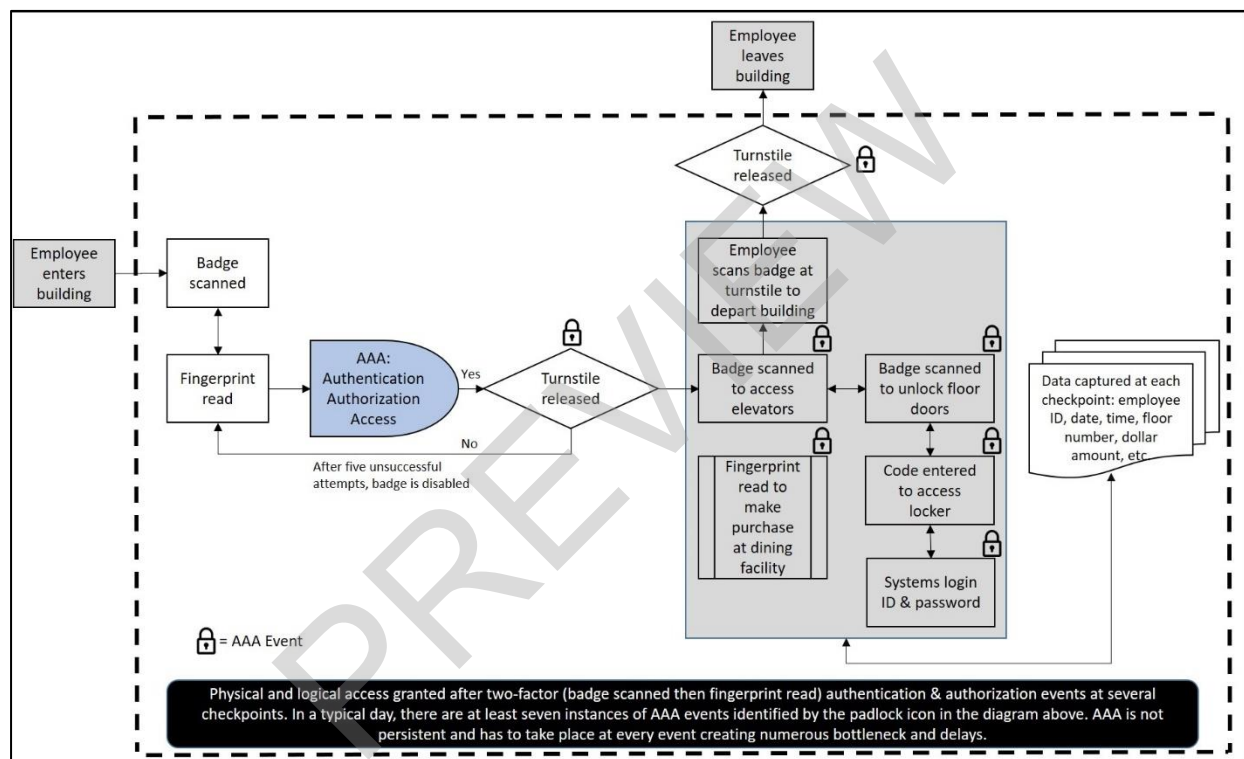 Employee
leaves
building
Turnstile
released
Employee
enters
building
Badge
scanned
Employee
scans badge at
turnstile to
depart building
Fingerprint
read
AAA:
Authentication
Authorization
Access
Yes
Turnstile
released
No
After five unsuccessful
attempts, badge is disabled
Badge scanned
to access
elevators
Badge scanned
to unlock floor
doors
Fingerprint
read to
make
purchase
at dining
facility
Code entered
to access
locker
Systems login
ID & password
Data captured at each
checkpoint: employee
ID, date, time, floor
number, dollar
amount, etc
= AAA Event
Physical and logical access granted after two-factor (badge scanned then fingerprint read) authentication & authorization events at several
checkpoints. In a typical day, there are at least seven instances of AAA events identified by the padlock icon in the diagram above. AAA is not
persistent and has to take place at every event creating numerous bottleneck and delays.
PREVIEW